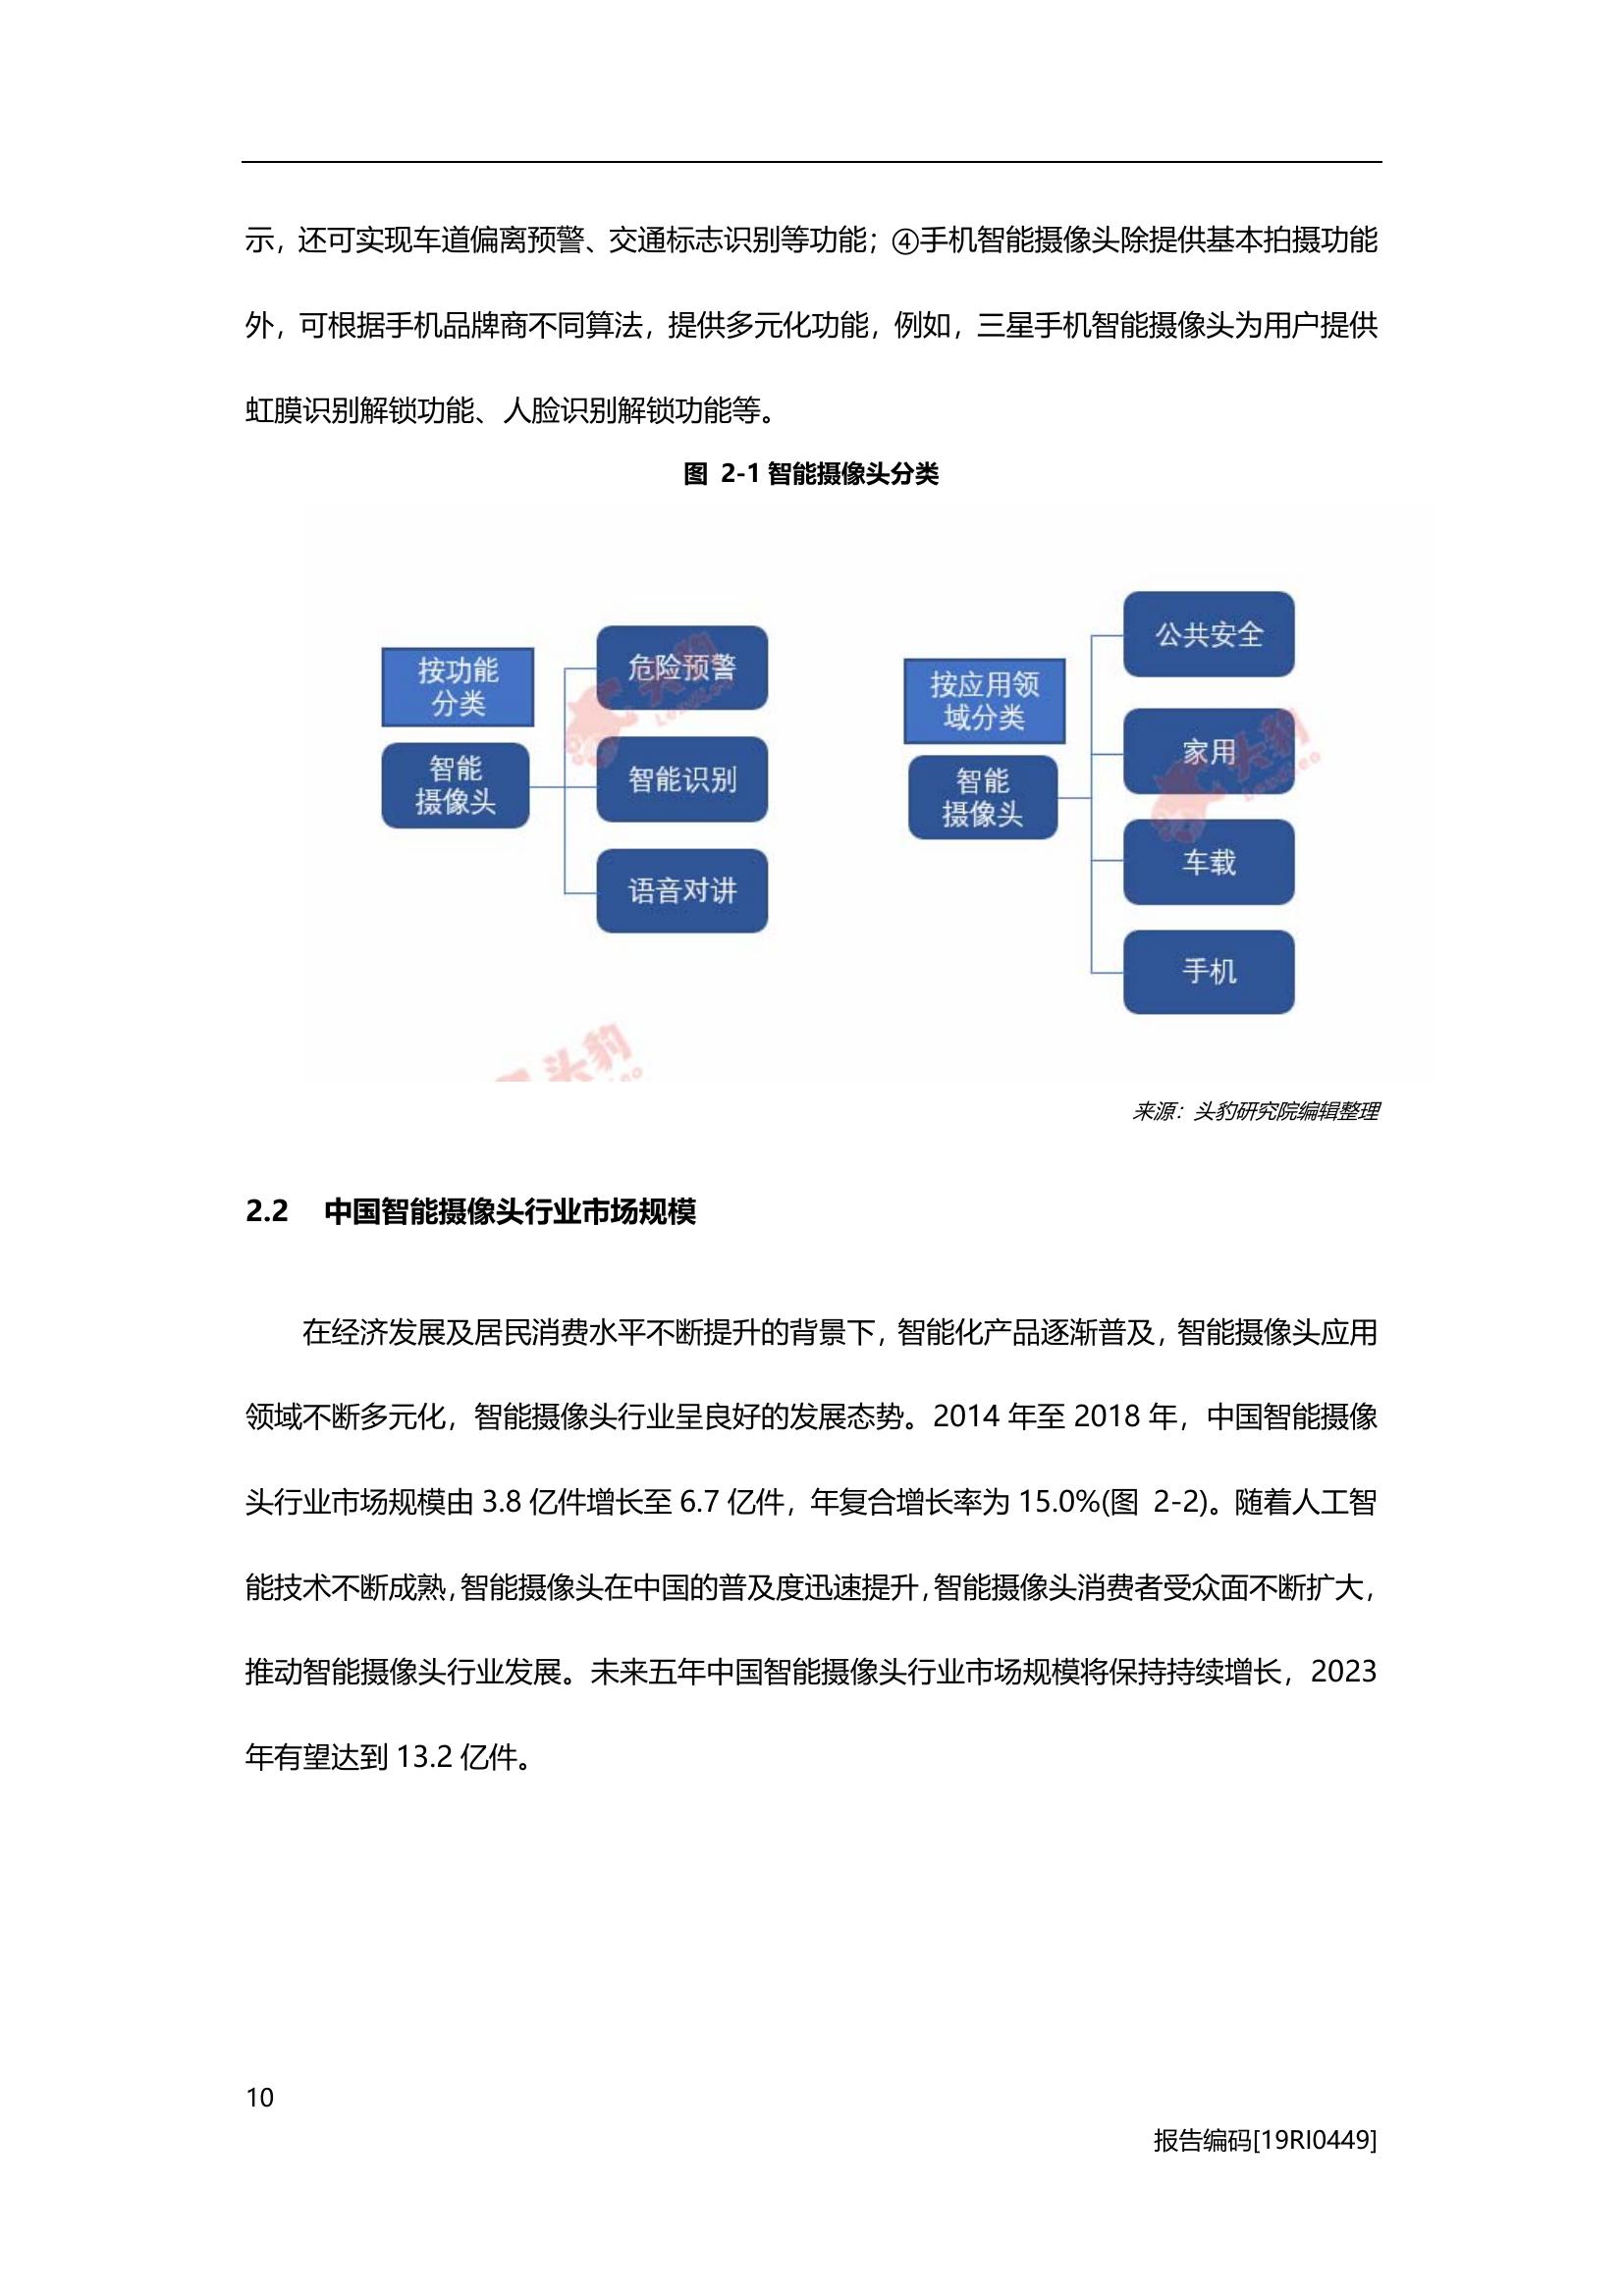 示，还可实现车道偏离预警、交通标志识别等功能；④手机智能摄像头除提供基本拍摄功能
外，可根据手机品牌商不同算法，提供多元化功能，例如，三星手机智能摄像头为用户提供
虹膜识别解锁功能、人脸识别解锁功能等。
图 2-1 智能摄像头分类
按功能
分类
智能
摄像头
危险预警
智能识别
语音对讲
按应用领
域分类
智能
摄像头
公共安全
家用
车载
手机
头豹
来源：头豹研究院编辑整理
2.2 中国智能摄像头行业市场规模
在经济发展及居民消费水平不断提升的背景下，智能化产品逐渐普及，智能摄像头应用
领域不断多元化，智能摄像头行业呈良好的发展态势。2014 年至 2018 年，中国智能摄像
头行业市场规模由 3.8 亿件增长至 6.7 亿件，年复合增长率为 15.0%(图 2-2)。随着人工智
能技术不断成熟，智能摄像头在中国的普及度迅速提升，智能摄像头消费者受众面不断扩大，
推动智能摄像头行业发展。未来五年中国智能摄像头行业市场规模将保持持续增长，2023
年有望达到 13.2 亿件。
10
报告编码[19RI0449]